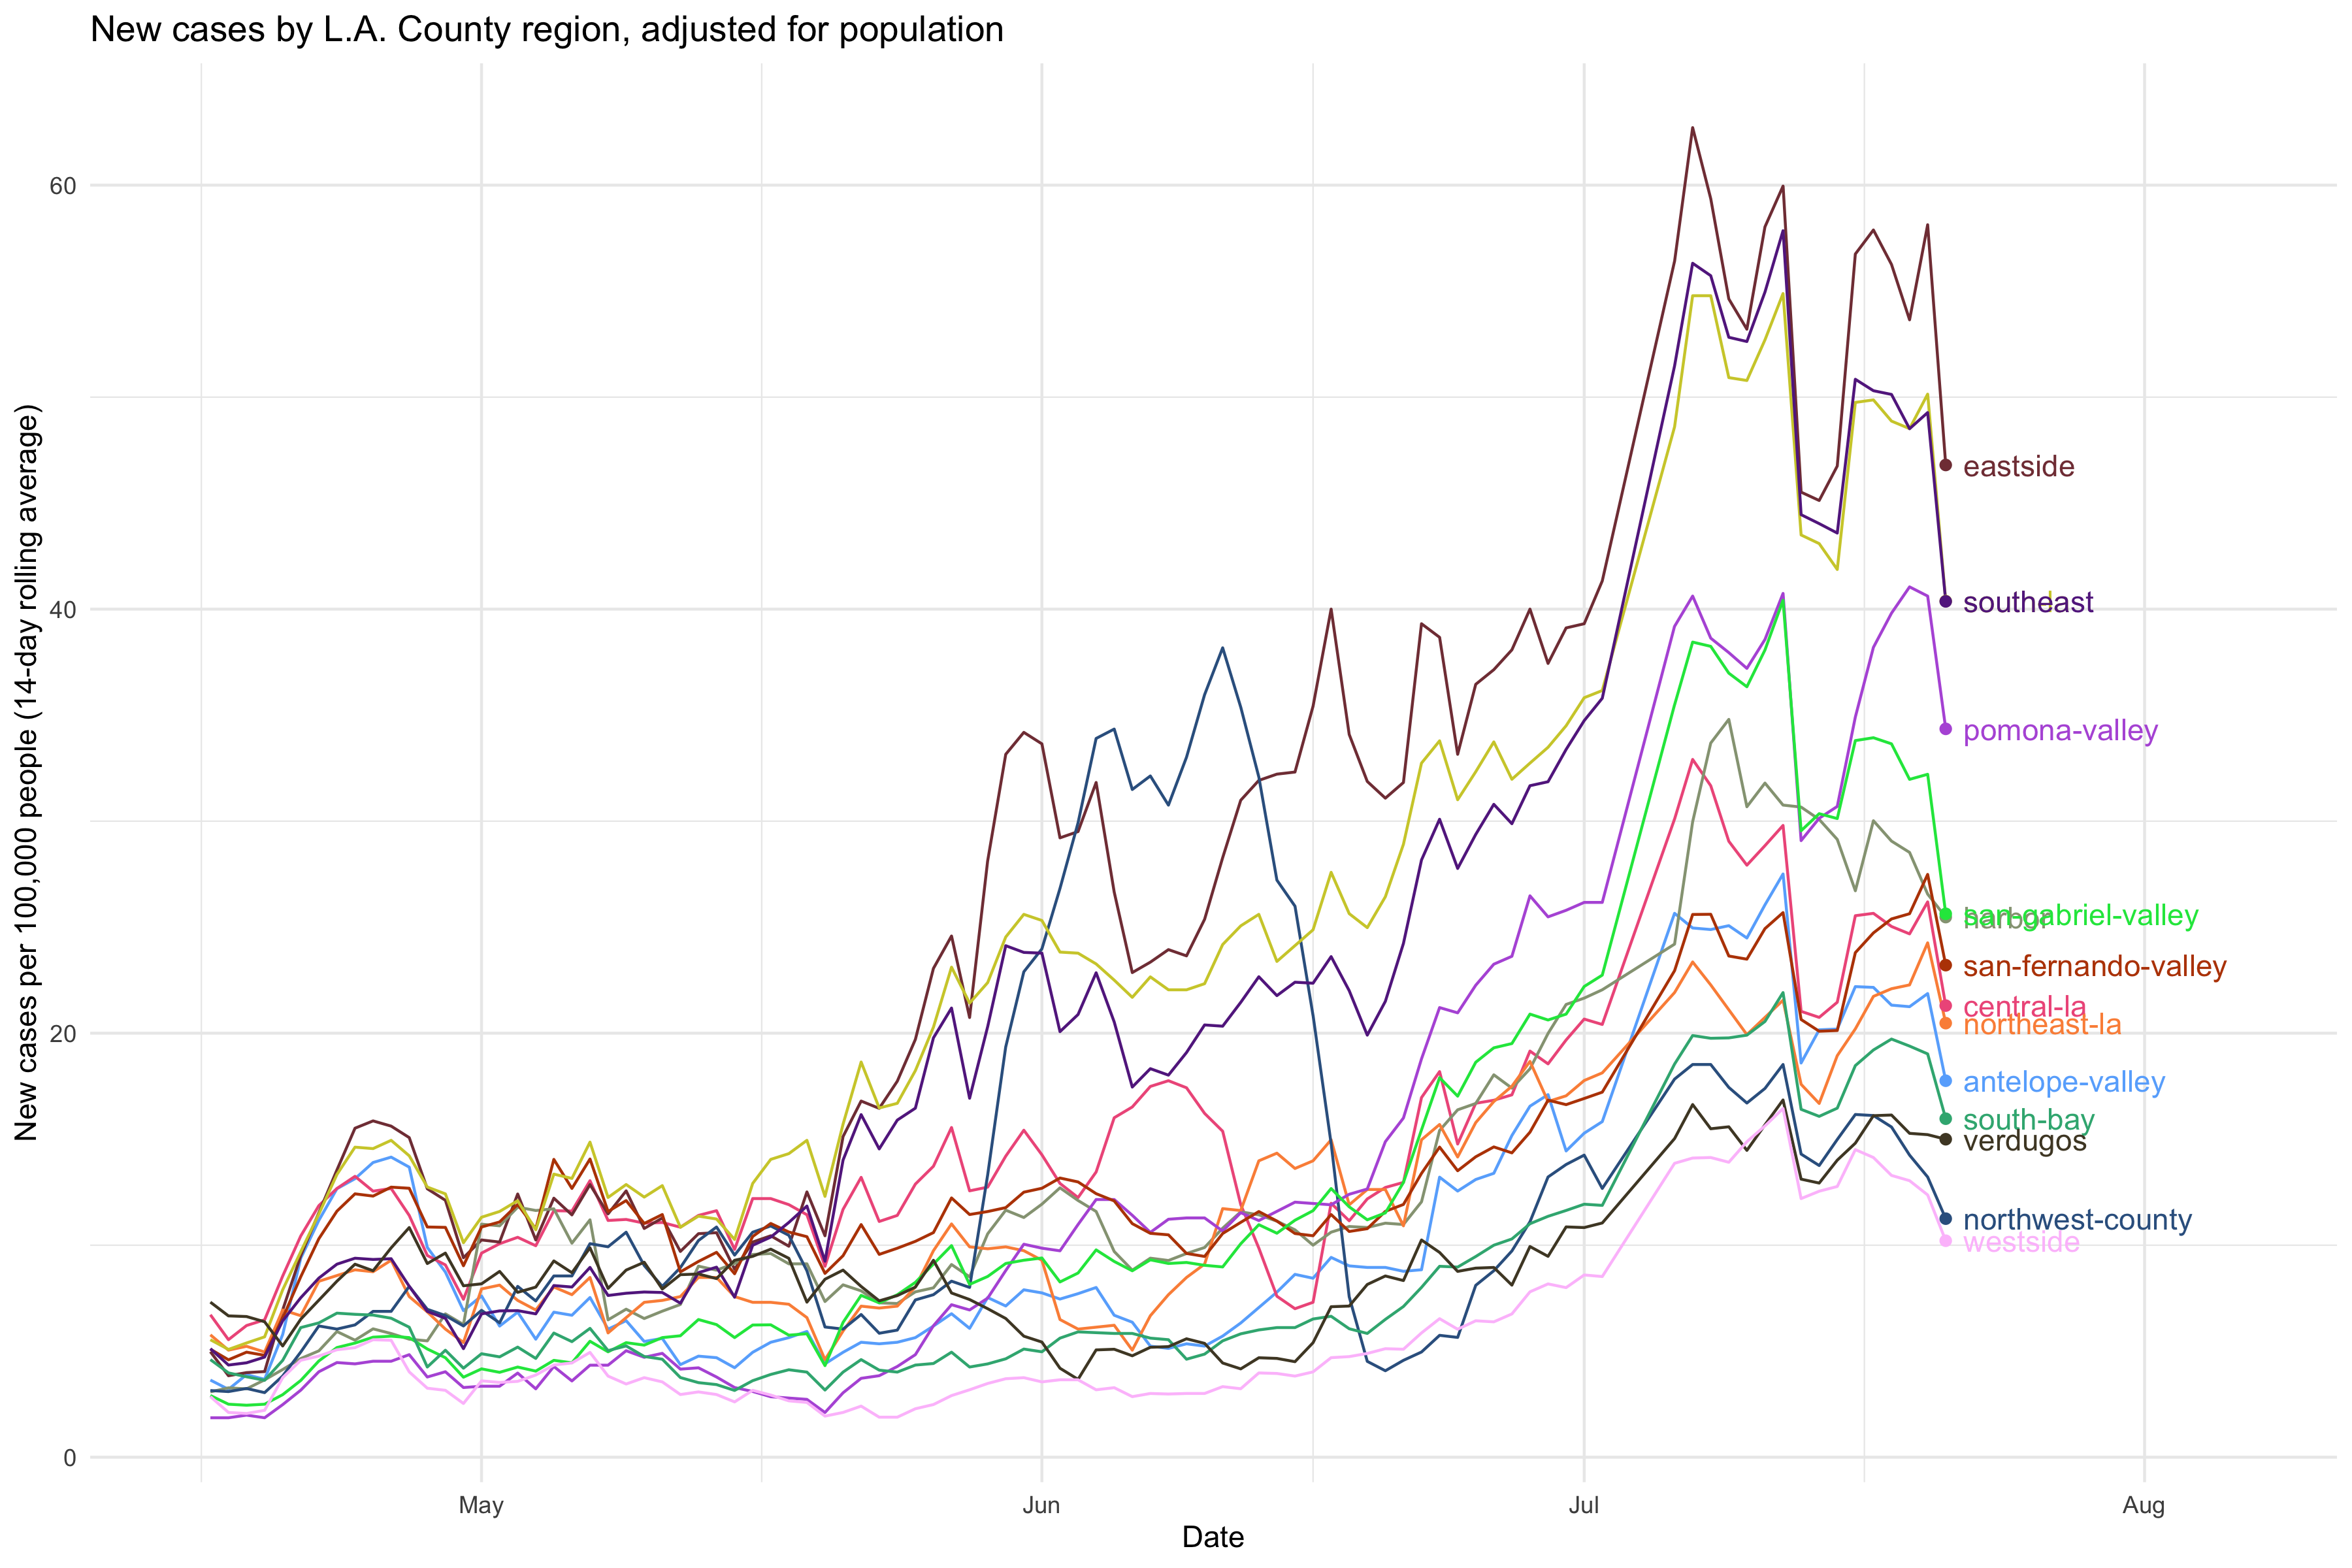 New cases by L.A. County region, adjusted for population
New cases per 100,000 people (14-day rolling average)
60
40
20
0
eastside
southeast
pomona-valley
san-gabriel-valley
harbor
san-fernando-valley
central-la
northeast-la
antelope-valley
south-bay
verdugos
northwest-county
westside
May
Jun
Jul
Aug
Date